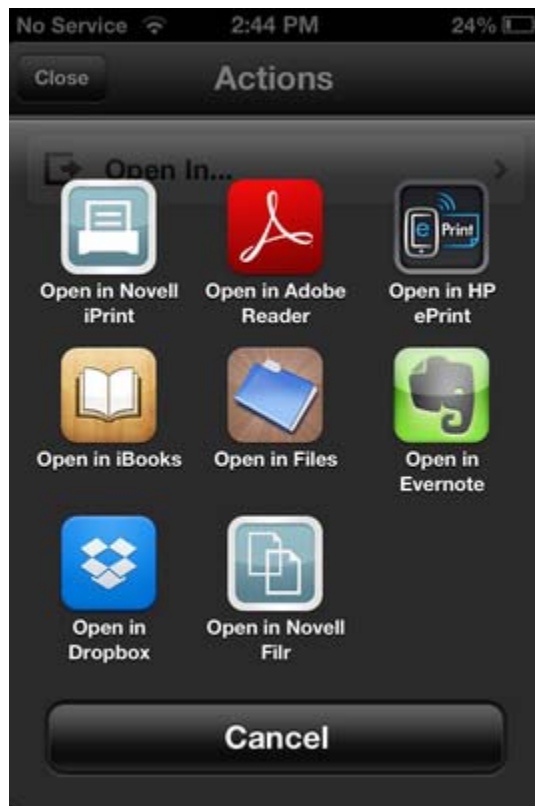 No Service 2:44 PM 24%
Close Actions
Open In...
e Print
Open in Novell iPrint
Open in Adobe Reader
Open in HP ePrint
Open in iBooks
Open in Files
Open in Evernote
Open in Dropbox
Open in Novell Filr
Cancel